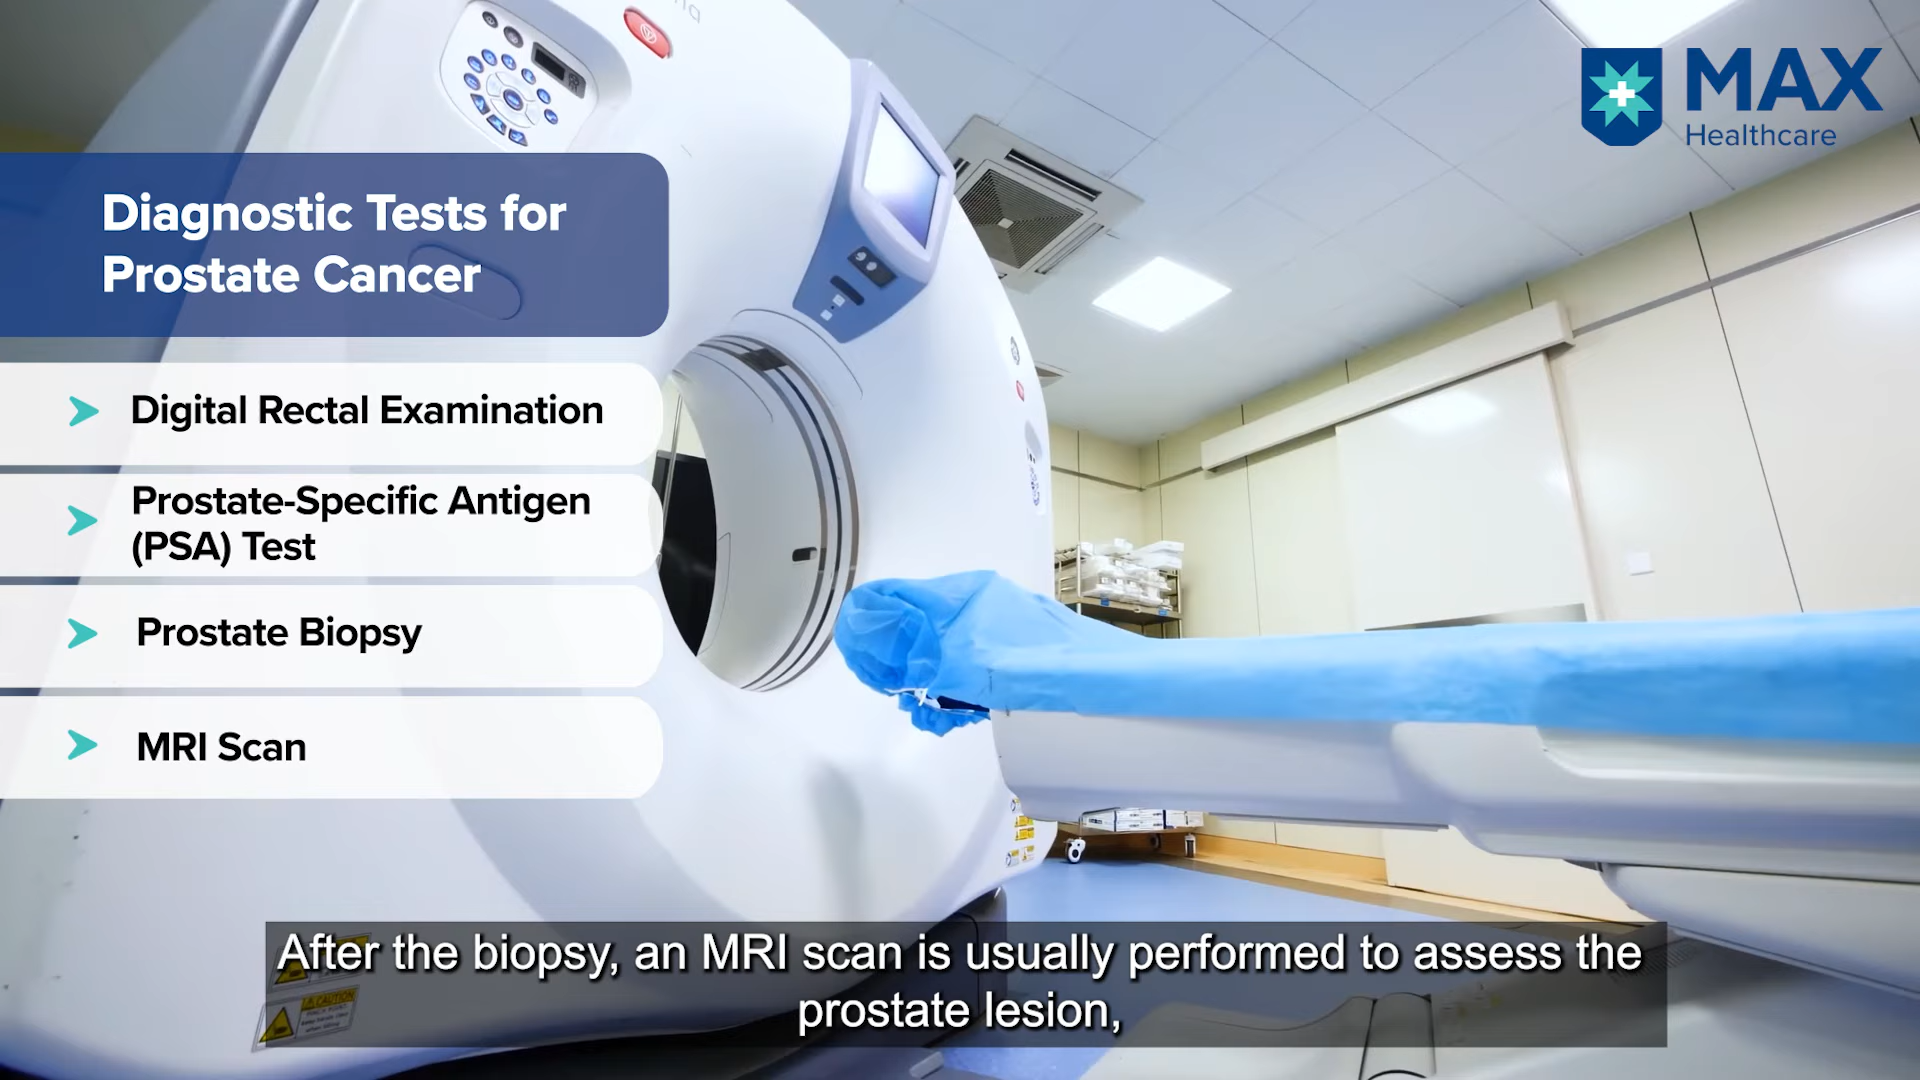 MAX
Healthcare
Diagnostic Tests for
Prostate Cancer
Digital Rectal Examination
Prostate-Specific Antigen
(PSA) Test
Prostate Biopsy
MRI Scan
CAUTION
After the biopsy, an MRI scan is usually performed to assess the
prostate lesion,